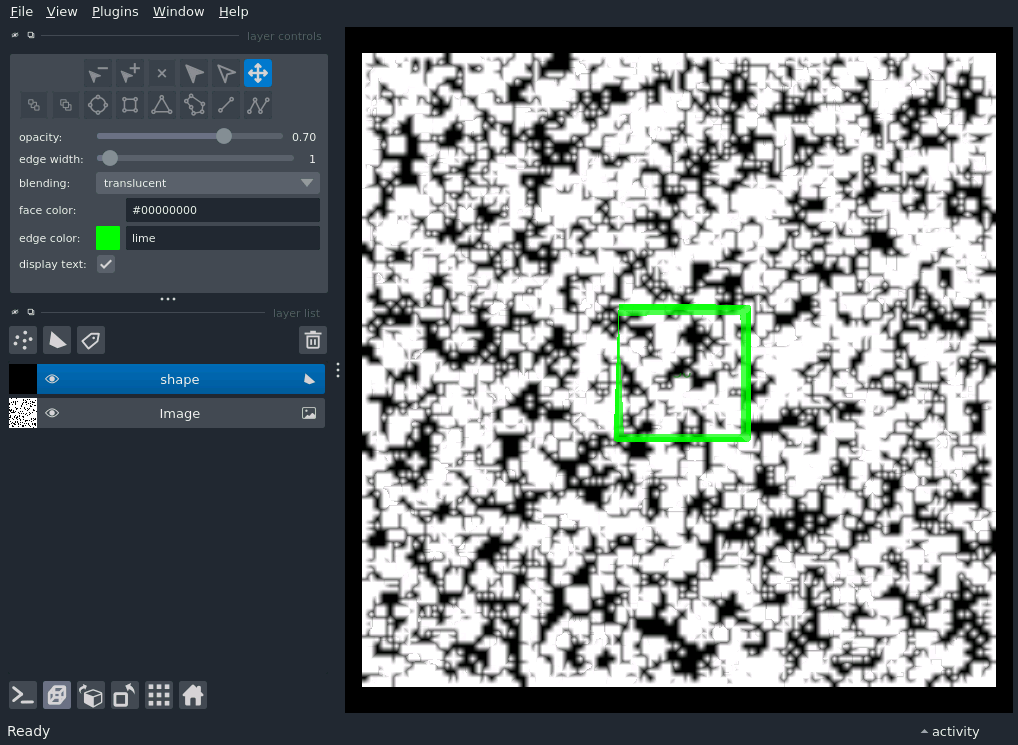 File View Plugins Window Help
layer controls
opacity: 0.70
edge width: 1
blending: translucent
face color: #00000000
edge color: lime
display text:
layer list
shape
Image
Ready activity